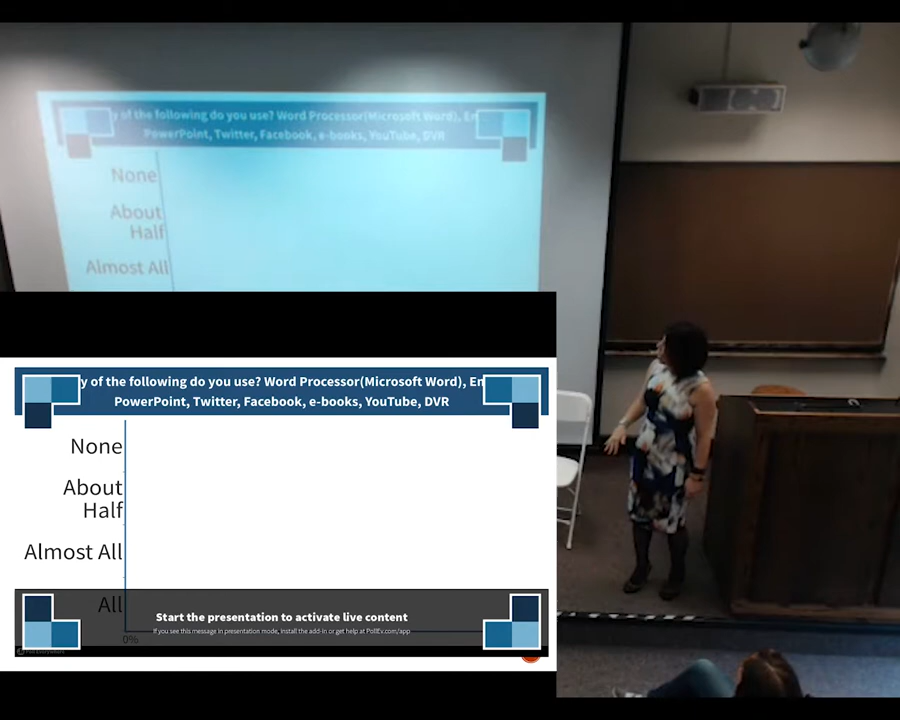 y of the following do you use? Word Processor(Microsoft Word), En
PowerPoint, Twitter, Facebook, e-books, YouTube, DVR
None
About
Half
Almost All
y of the following do you use? Word Processor(Microsoft Word), En
PowerPoint, Twitter, Facebook, e-books, YouTube, DVR
None
About
Half
Almost All
All
Start the presentation to activate live content
If you see this message in presentation mode, install the add-in or get help at PollEv.com/app
0%
Poll Everywhere